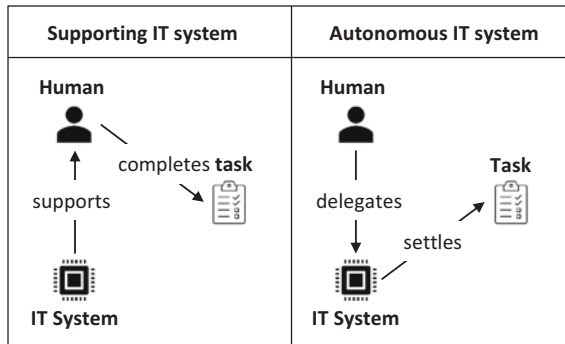 Supporting IT system
Autonomous IT system
Human
completes task
supports
IT System
Human
Task
delegates
settles
IT System